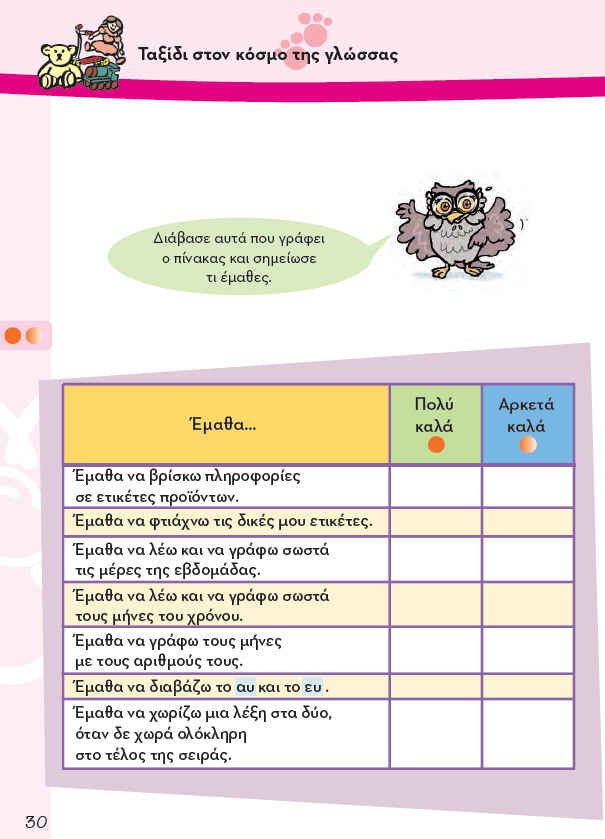 Ταξίδι στον κόσμο της γλώσσας
Διάβασε αυτά που γράφει
ο πίνακας και σημείωσε
τι έμαθες.
Έμαθα...
Πολύ
καλά
Αρκετά
καλά
Έμαθα να βρίσκω πληροφορίες
σε ετικέτες προϊόντων.
Έμαθα να φτιάχνω τις δικές μου ετικέτες.
Έμαθα να λέω και να γράφω σωστά
τις μέρες της εβδομάδας.
Έμαθα να λέω και να γράφω σωστά
τους μήνες του χρόνου.
Έμαθα να γράφω τους μήνες
με τους αριθμούς τους.
Έμαθα να διαβάζω το αυ και το ευ .
Έμαθα να χωρίζω μια λέξη στα δύο,
όταν δε χωρά ολόκληρη
στο τέλος της σειράς.
30